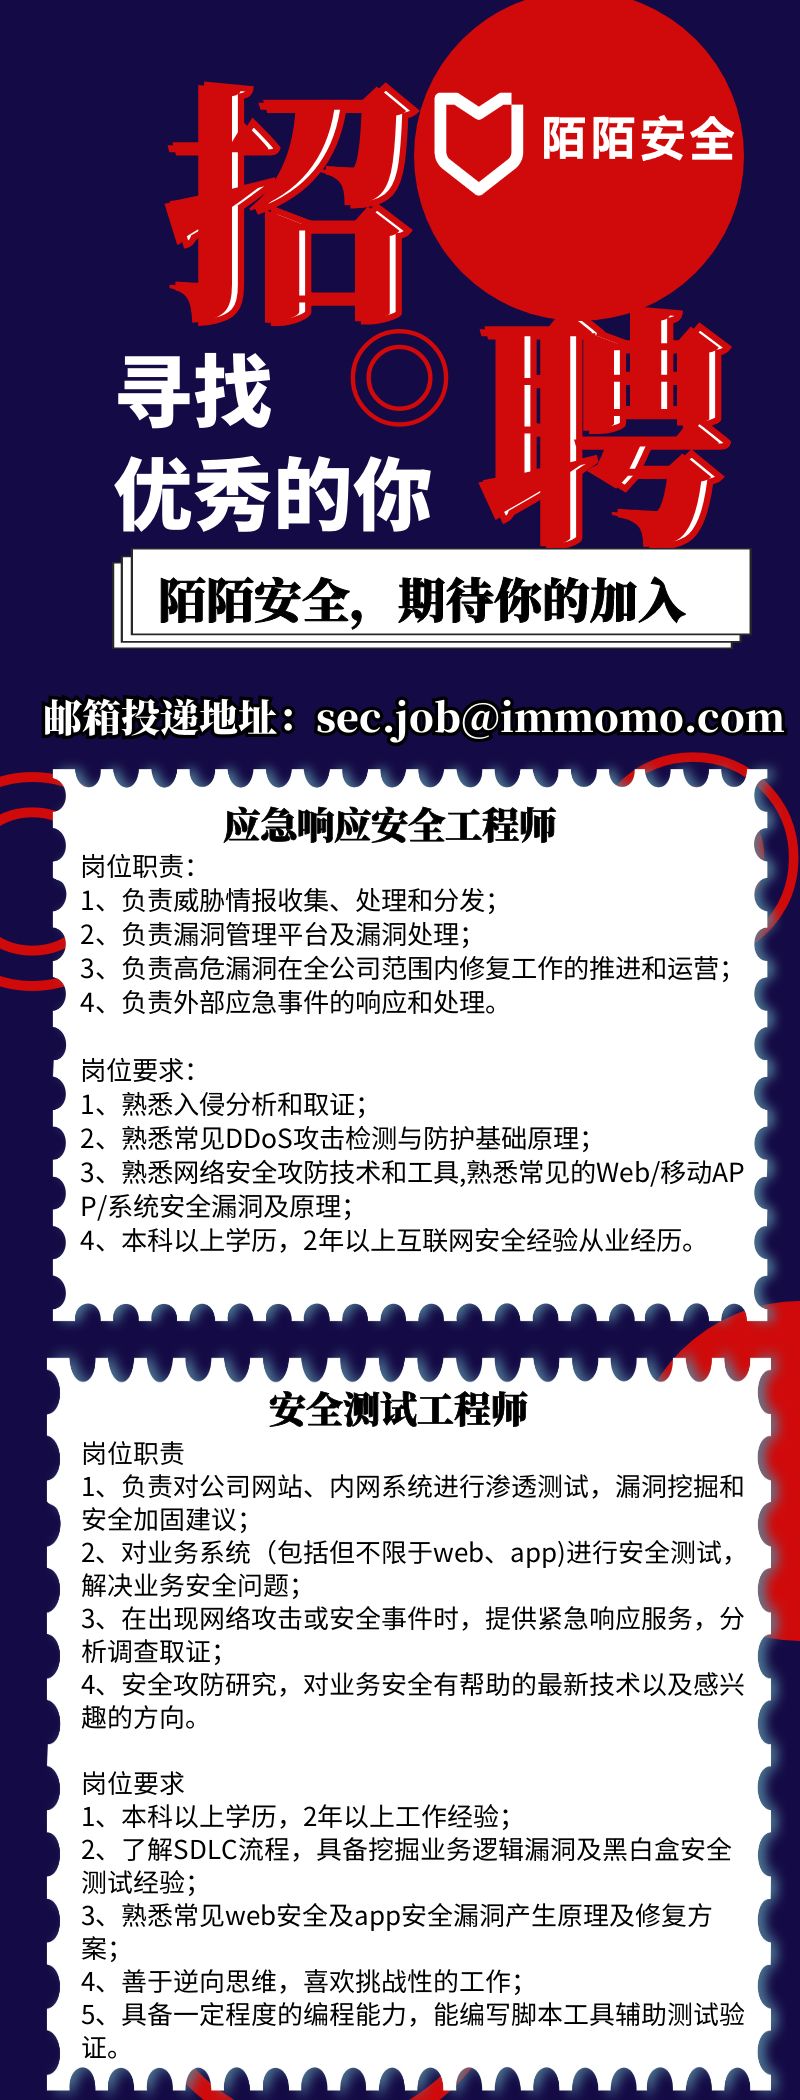 招聘
陌陌安全
寻找
优秀的你
陌陌安全，期待你的加入
邮箱投递地址：sec.job@immomo.com
应急响应安全工程师
岗位职责：
1、负责威胁情报收集、处理和分发；
2、负责漏洞管理平台及漏洞处理；
3、负责高危漏洞在全公司范围内修复工作的推进和运营；
4、负责外部应急事件的响应和处理。
岗位要求：
1、熟悉入侵分析和取证；
2、熟悉常见DDoS攻击检测与防护基础原理；
3、熟悉网络安全攻防技术和工具,熟悉常见的Web/移动AP
P/系统安全漏洞及原理；
4、本科以上学历，2年以上互联网安全经验从业经历。
安全测试工程师
岗位职责
1、负责对公司网站、内网系统进行渗透测试，漏洞挖掘和
安全加固建议；
2、对业务系统（包括但不限于web、app)进行安全测试，
解决业务安全问题；
3、在出现网络攻击或安全事件时，提供紧急响应服务，分
析调查取证；
4、安全攻防研究，对业务安全有帮助的最新技术以及感兴
趣的方向。
岗位要求
1、本科以上学历，2年以上工作经验；
2、了解SDLC流程，具备挖掘业务逻辑漏洞及黑白盒安全
测试经验；
3、熟悉常见web安全及app安全漏洞产生原理及修复方
案；
4、善于逆向思维，喜欢挑战性的工作；
5、具备一定程度的编程能力，能编写脚本工具辅助测试验
证。